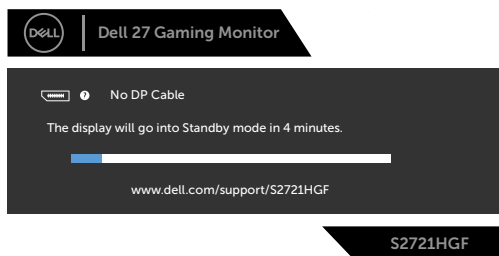 DELL
Dell 27 Gaming Monitor
? No DP Cable
The display will go into Standby mode in 4 minutes.
www.dell.com/support/S2721HGF
S2721HGF